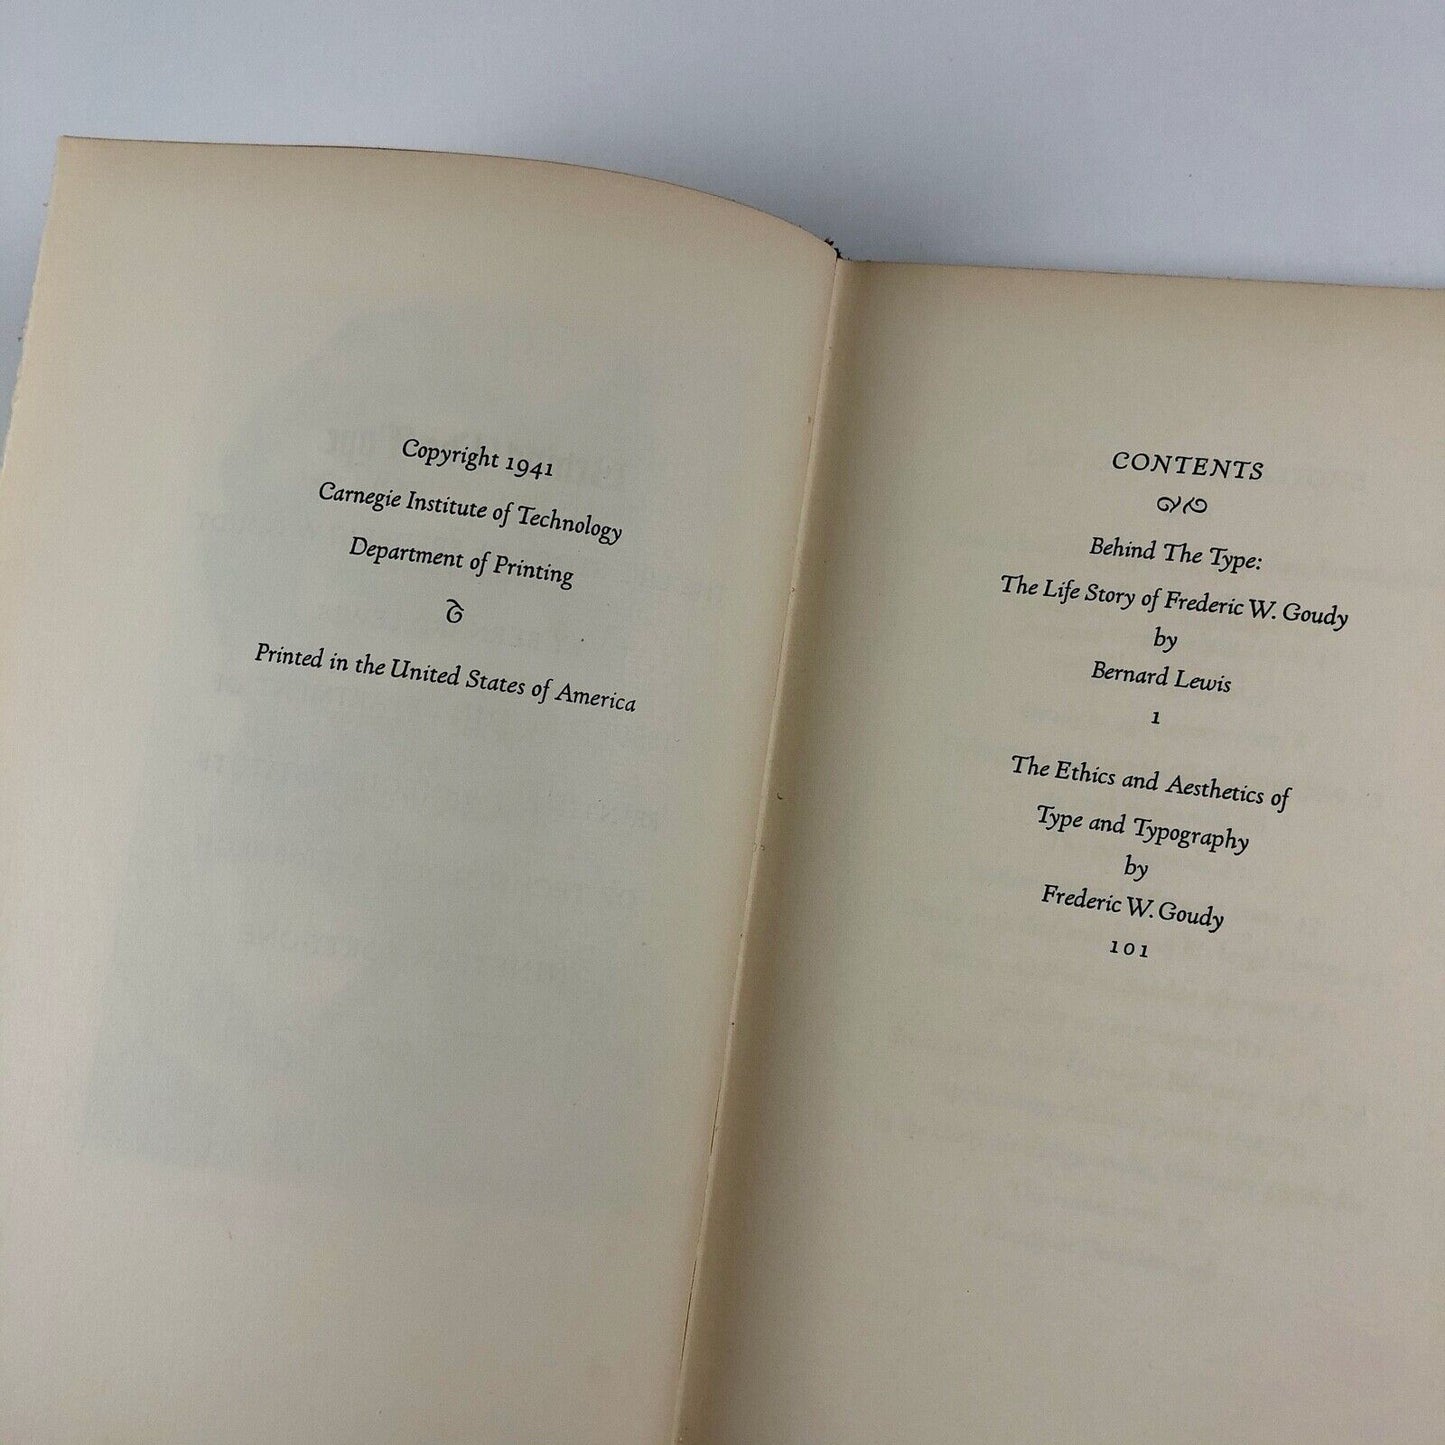 Copyright 1941
Carnegie Institute of Technology
Department of Printing
Printed in the United States of America
CONTENTS
Behind The Type:
The Life Story of Frederic W. Goudy
by
Bernard Lewis
1
The Ethics and Aesthetics of
Type and Typography
by
Frederic W. Goudy
101